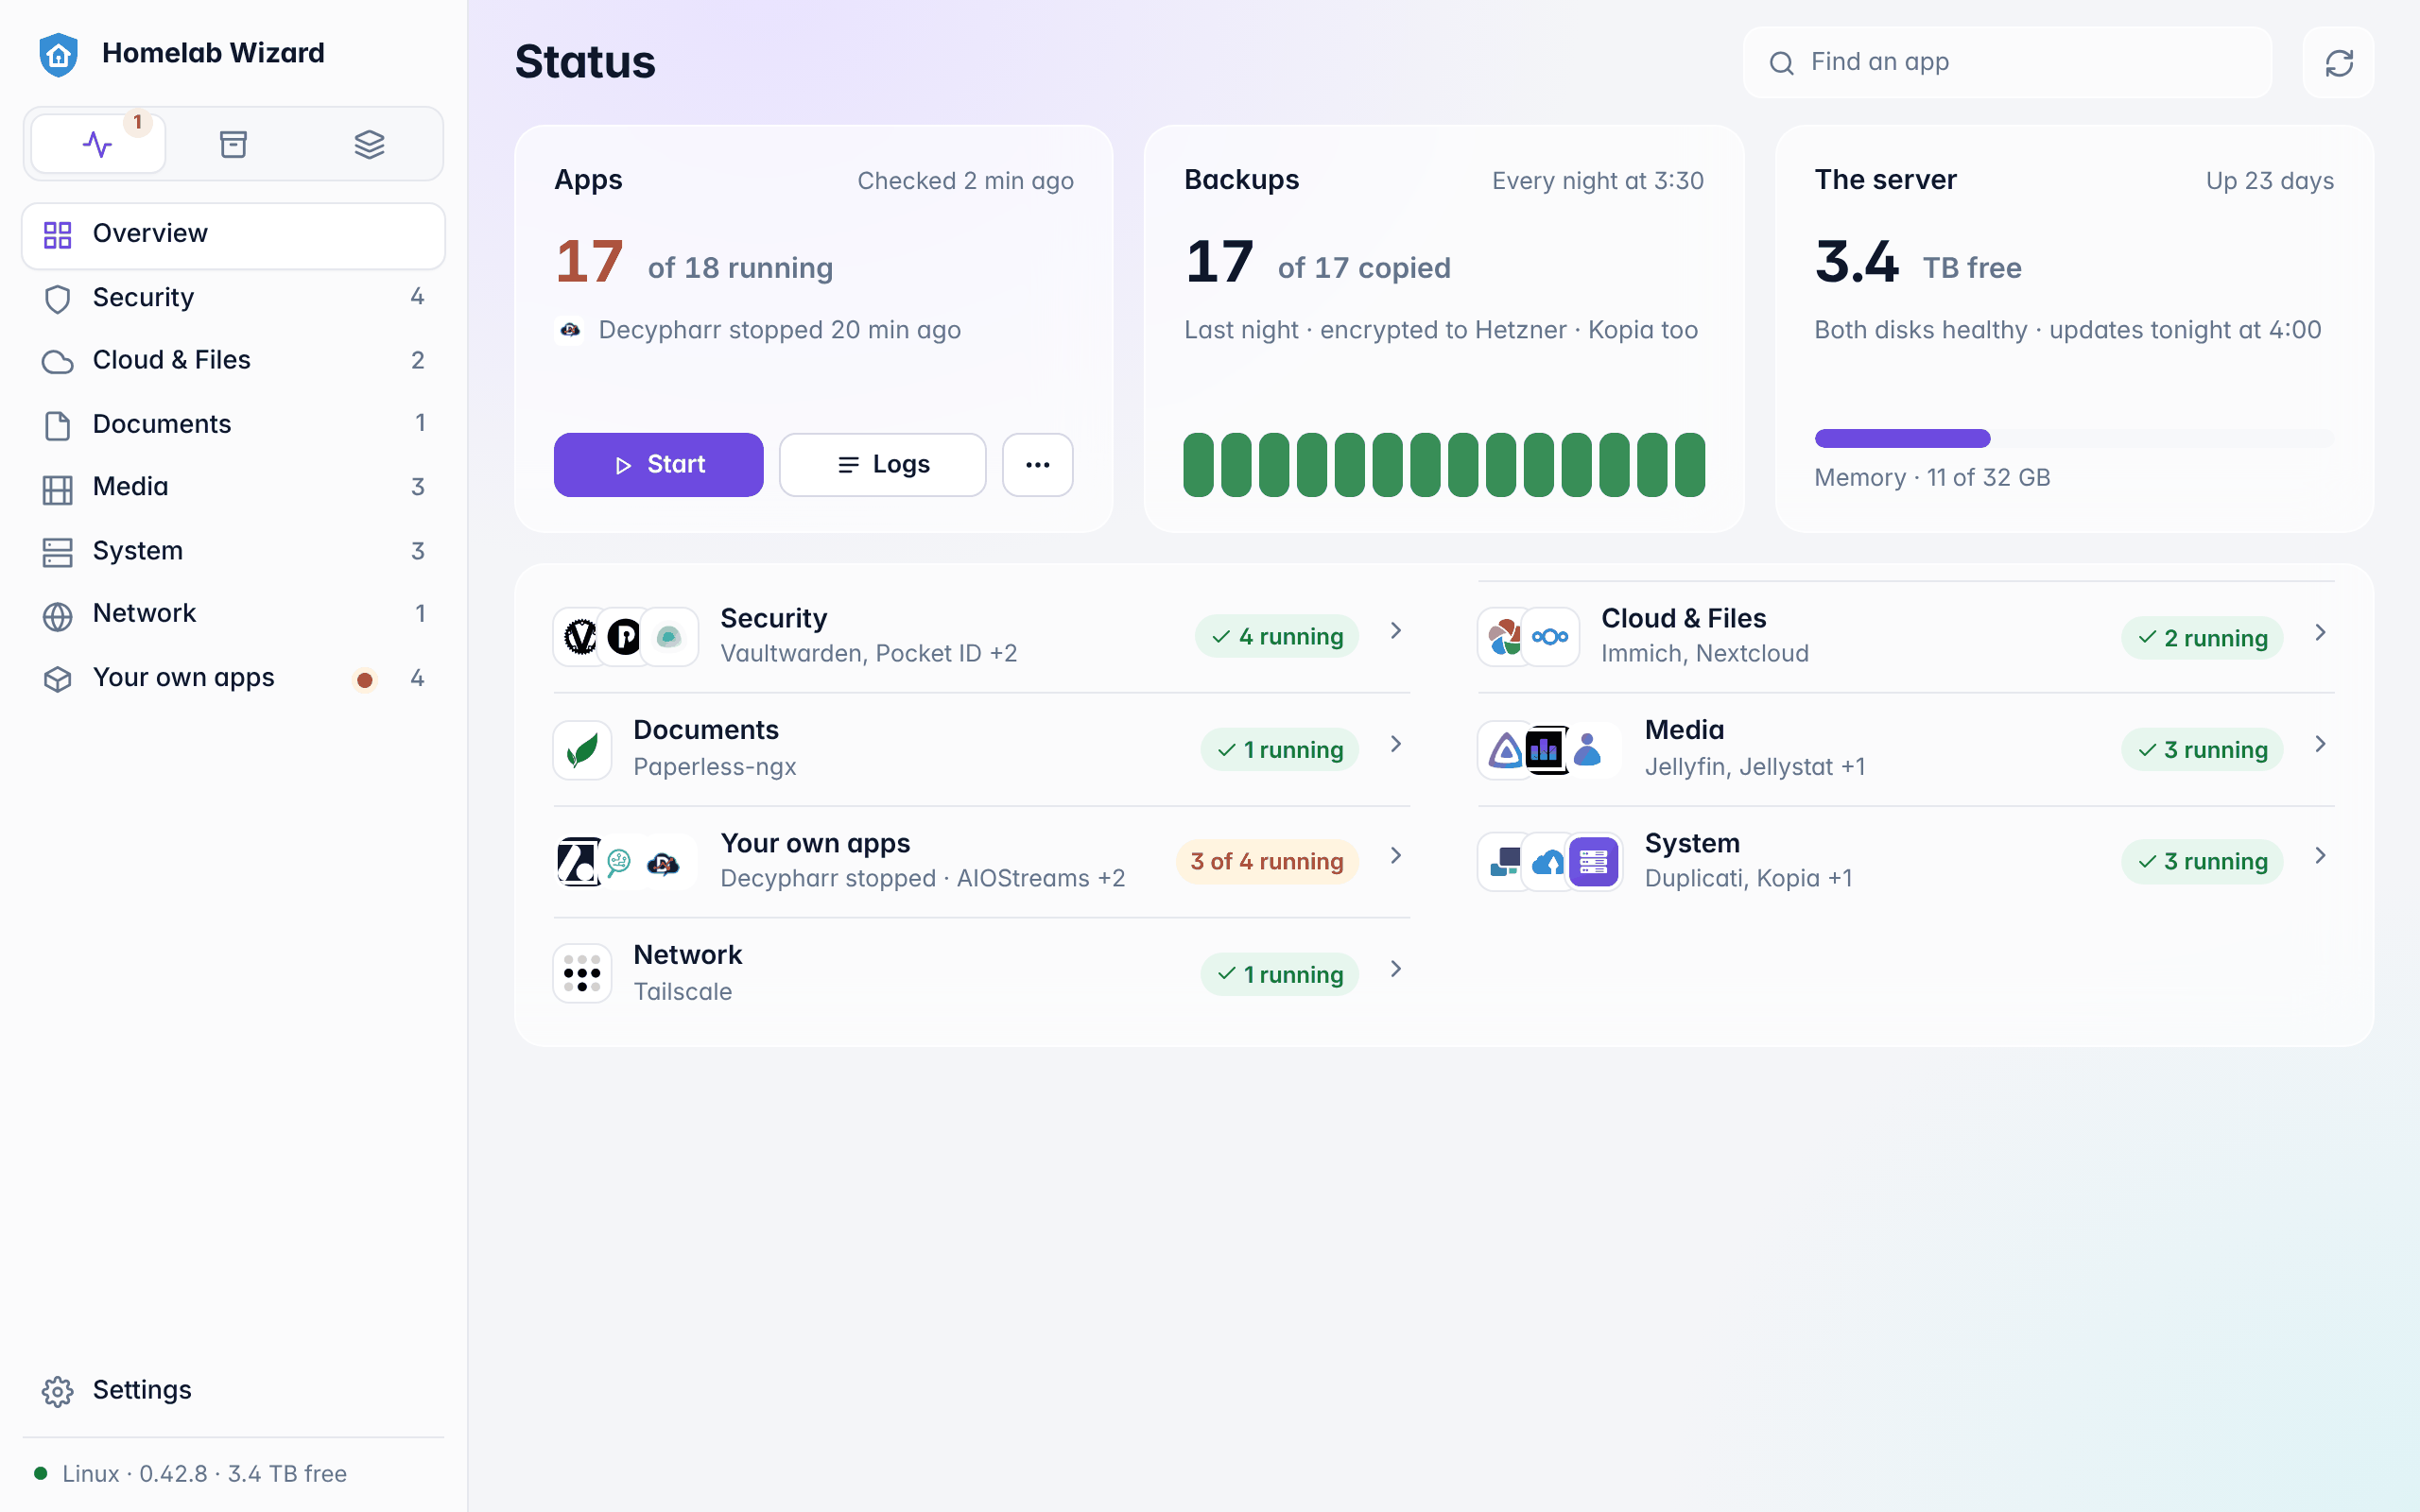 Homelab Wizard
1
Overview
Security 4
Cloud & Files 2
Documents 1
Media 3
System 3
Network 1
Your own apps 4
Settings
Linux · 0.42.8 · 3.4 TB free
Status
Find an app
Apps
Checked 2 min ago
17 of 18 running
Decypharr stopped 20 min ago
Start
Logs
Backups
Every night at 3:30
17 of 17 copied
Last night · encrypted to Hetzner · Kopia too
The server
Up 23 days
3.4 TB free
Both disks healthy · updates tonight at 4:00
Memory · 11 of 32 GB
Security
Vaultwarden, Pocket ID +2
4 running
Cloud & Files
Immich, Nextcloud
2 running
Documents
Paperless-ngx
1 running
Media
Jellyfin, Jellystat +1
3 running
Your own apps
Decypharr stopped · AIOStreams +2
3 of 4 running
System
Duplicati, Kopia +1
3 running
Network
Tailscale
1 running